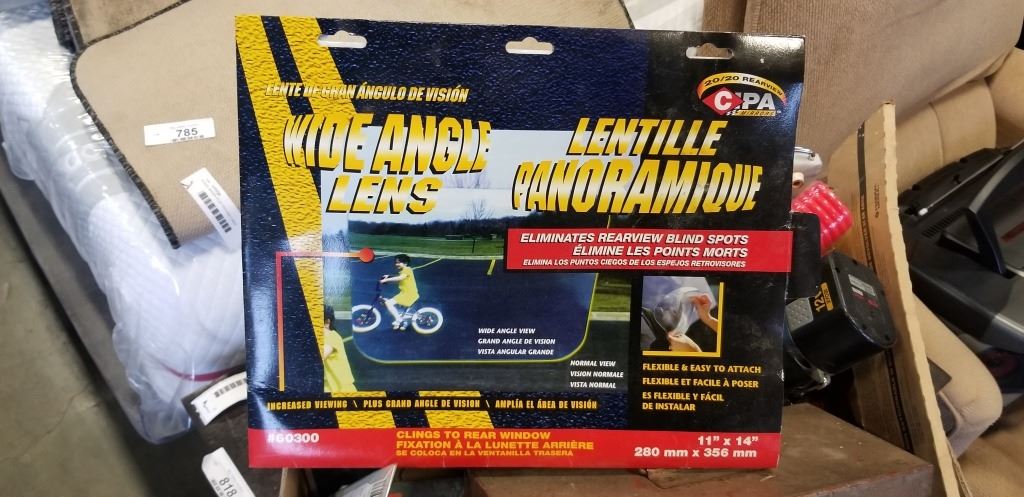 LENTE DE GRAN ÁNGULO DE VISIÓN
WIDE ANGLE
LENS
20/20 REARVIEW
CIPA
MIRRORS
LENTILLE
PANORAMIQUE
ELIMINATES REARVIEW BLIND SPOTS
ÉLIMINE LES POINTS MORTS
ELIMINA LOS PUNTOS CIEGOS DE LOS ESPEJOS RETROVISORES
WIDE ANGLE VIEW
GRAND ANGLE DE VISION
VISTA ANGULAR GRANDE
NORMAL VIEW
VISION NORMALE
VISTA NORMAL
FLEXIBLE & EASY TO ATTACH
FLEXIBLE ET FACILE À POSER
ES FLEXIBLE Y FÁCIL
DE INSTALAR
INCREASED VIEWING \ PLUS GRAND ANGLE DE VISION \ AMPLÍA EL ÁREA DE VISIÓN
#60300
CLINGS TO REAR WINDOW
FIXATION À LA LUNETTE ARRIÈRE
SE COLOCA EN LA VENTANILLA TRASERA
11" x 14"
280 mm x 356 mm
785
818
12V